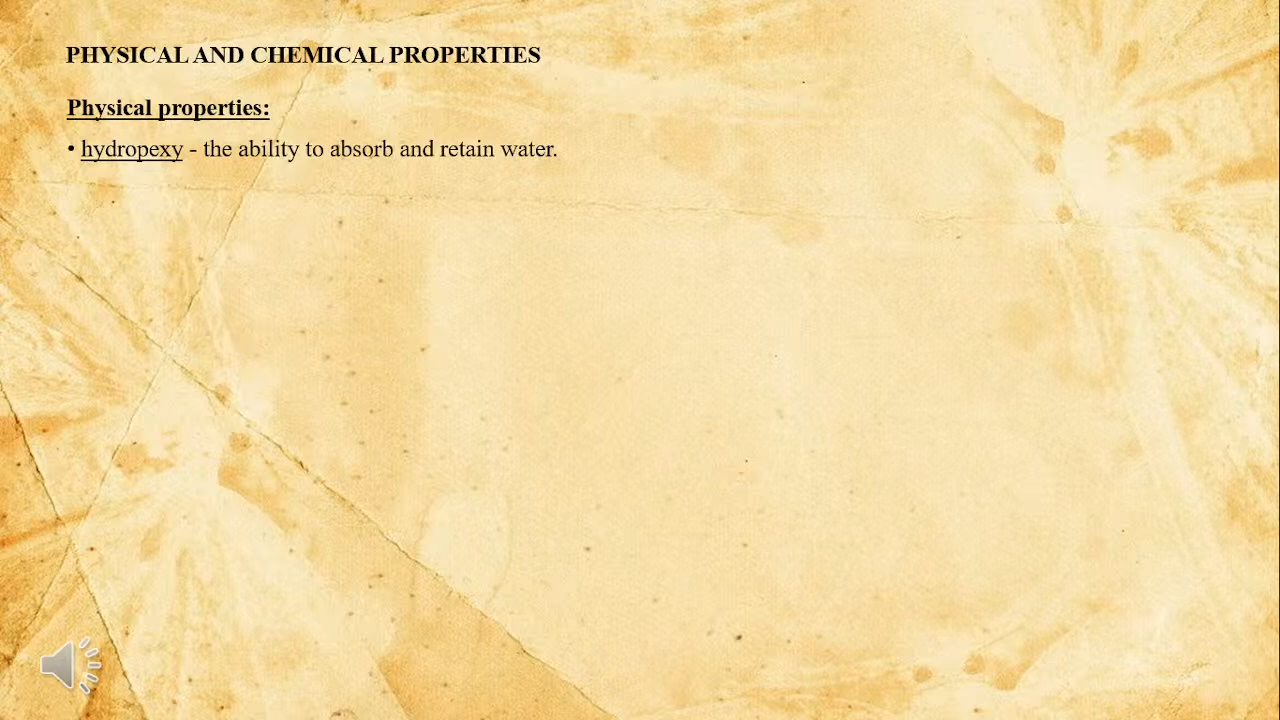 PHYSICAL AND CHEMICAL PROPERTIES
Physical properties:
• hydropexy - the ability to absorb and retain water.